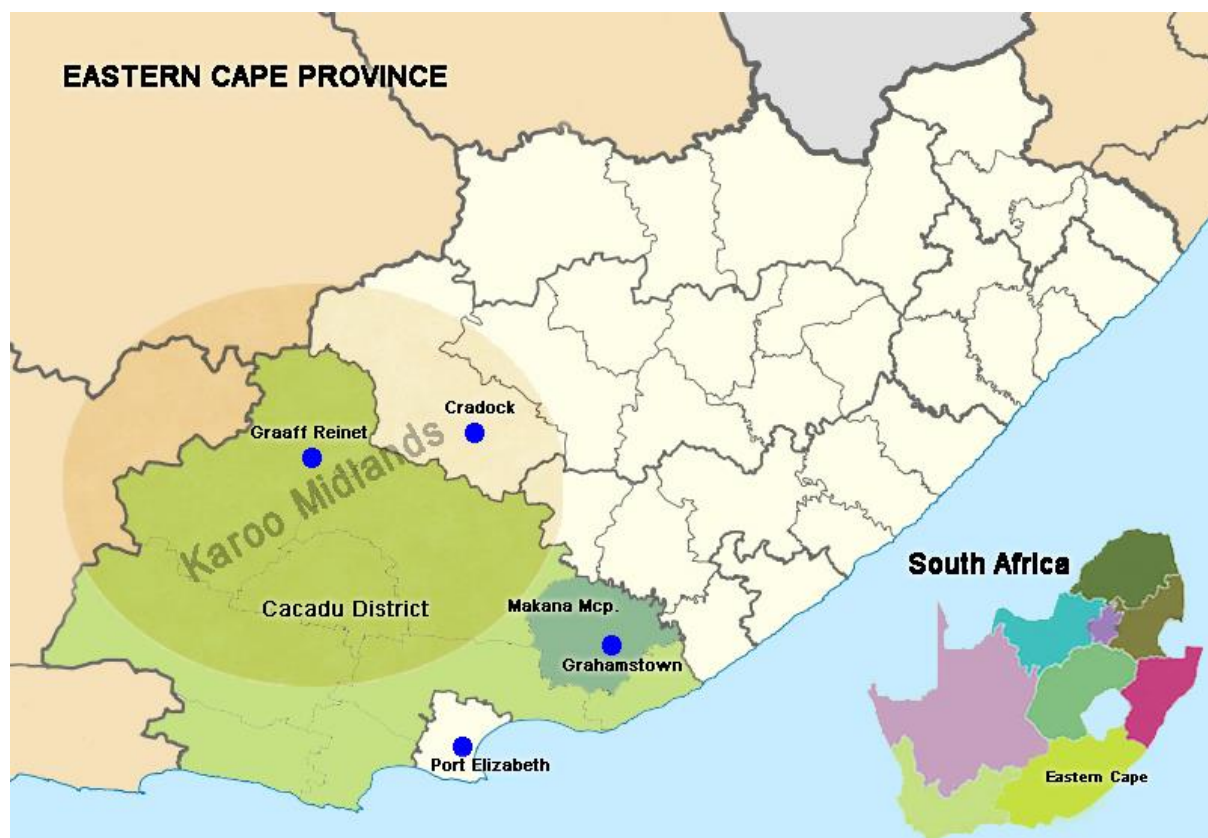 EASTERN CAPE PROVINCE
Cradock
Graaff Reinet
Karoo Midlands
South Africa
Cacadu District
Makana Mcp.
Grahamstown
Port Elizabeth
Eastern Cape